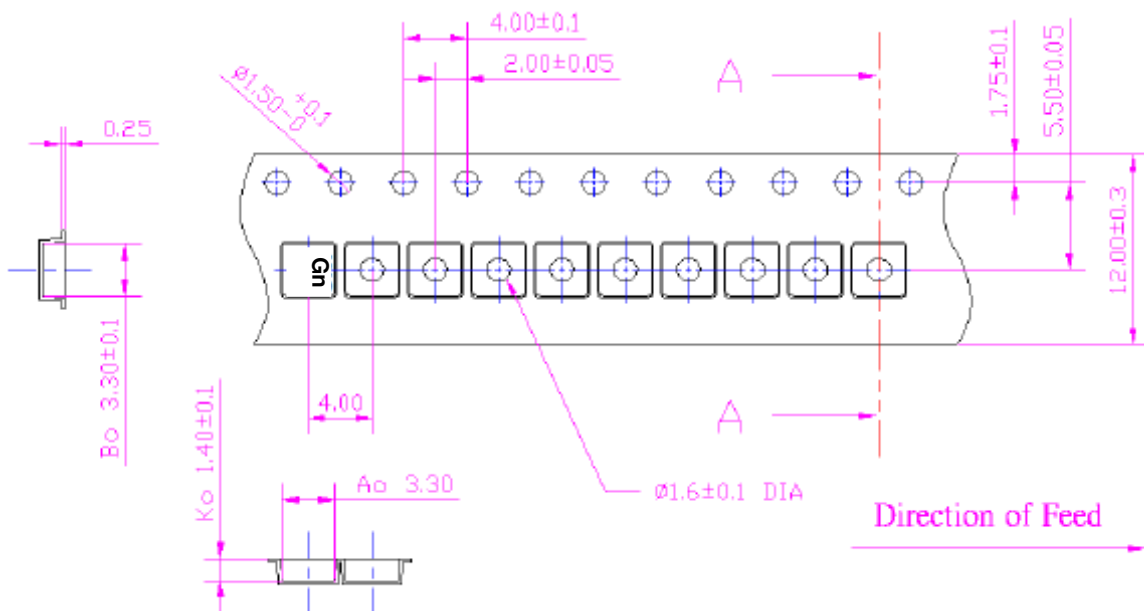 4.00±0.1
2.00±0.05
Ø1.50 +0.1 -0
0.25
A
1.75±0.1
5.50±0.05
12.00±0.3
Gn
Bo 3.30±0.1
4.00
A
Ko 1.40±0.1
Ao 3.30
Ø1.6±0.1 DIA
Direction of Feed